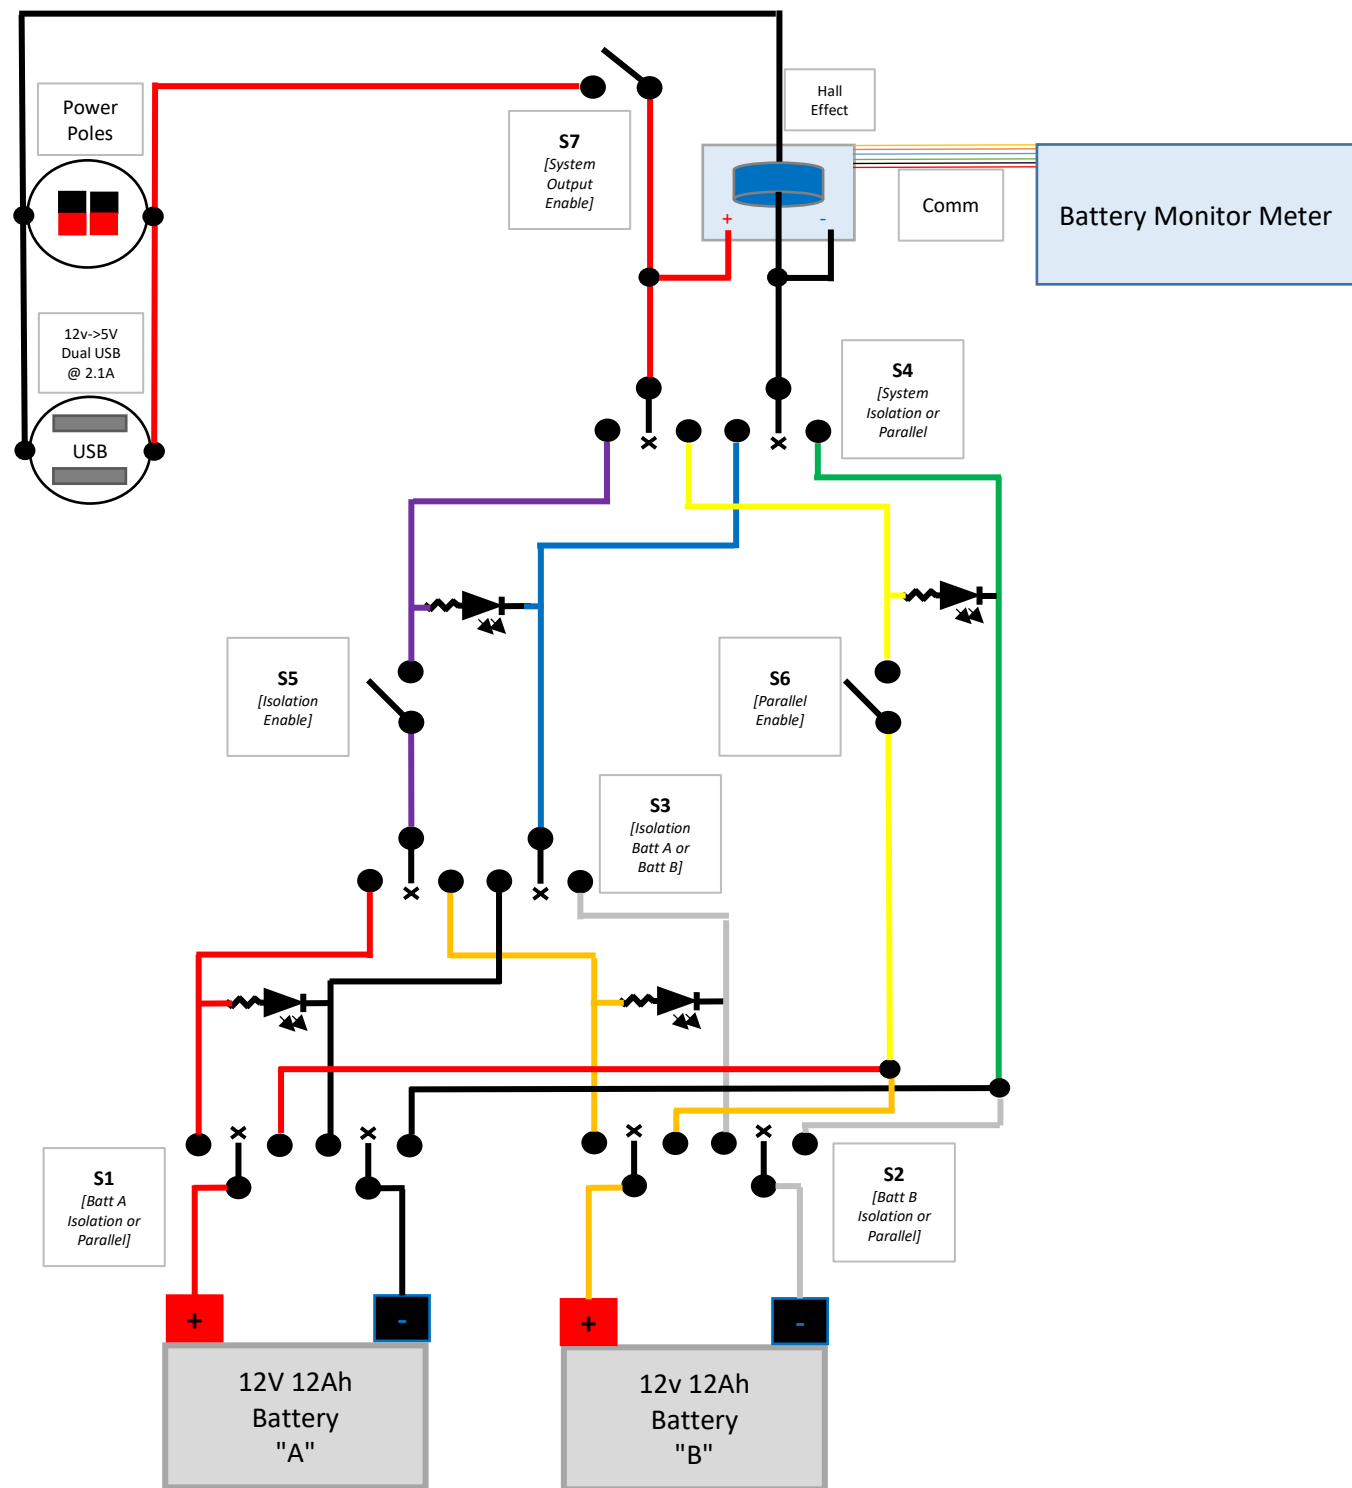 Power
Poles
S7
[System
Output
Enable]
Hall
Effect
+
-
Comm
Battery Monitor Meter
12v->5V
Dual USB
@ 2.1A
USB
S4
[System
Isolation or
Parallel
S5
[Isolation
Enable]
S6
[Parallel
Enable]
S3
[Isolation
Batt A or
Batt B]
S1
[Batt A
Isolation or
Parallel]
S2
[Batt B
Isolation or
Parallel]
+
-
+
-
12V 12Ah
Battery
"A"
12v 12Ah
Battery
"B"